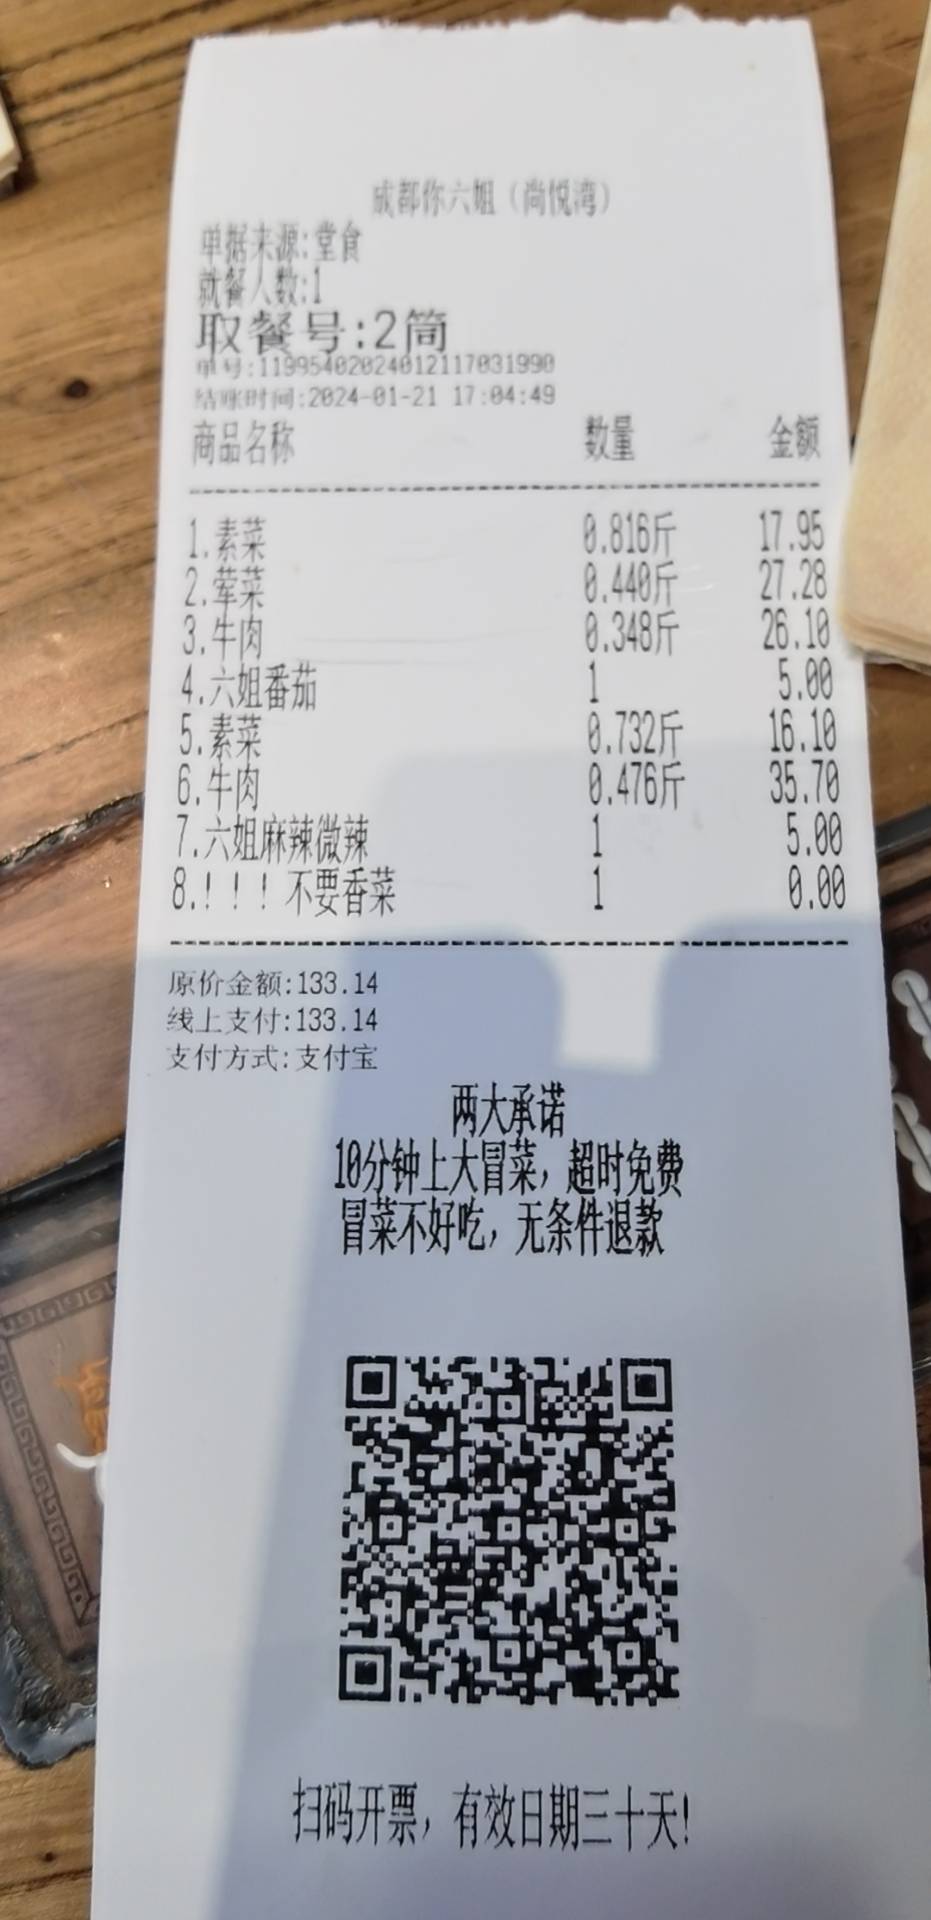 成都你六姐（尚悦湾）
单据来源:堂食
就餐人数:1
取餐号:2筒
单号:11995402024012117031990
结账时间:2024-01-21 17:04:49
商品名称 数量 金额
1.素菜 0.816斤 17.95
2.荤菜 0.440斤 27.28
3.牛肉 0.348斤 26.10
4.六姐番茄 1 5.00
5.素菜 0.732斤 16.10
6.牛肉 0.476斤 35.70
7.六姐麻辣微辣 1 5.00
8.！！！不要香菜 1 0.00
原价金额:133.14
线上支付:133.14
支付方式:支付宝
两大承诺
10分钟上大冒菜，超时免费
冒菜不好吃，无条件退款
扫码开票，有效日期三十天!